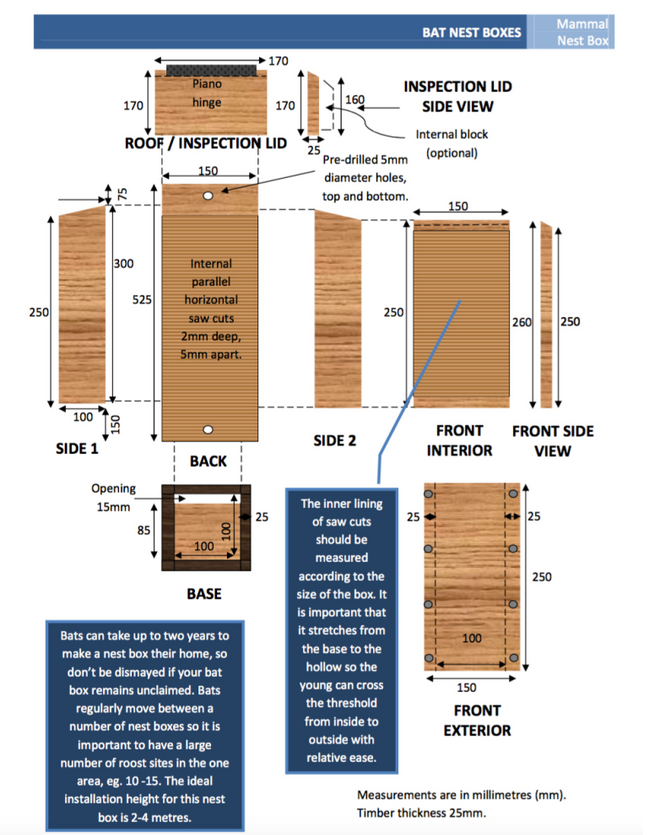 BAT NEST BOXES
Mammal
Nest Box
170
Piano
hinge
170
170
160
25
INSPECTION LID
SIDE VIEW
Internal block
(optional)
ROOF / INSPECTION LID
Pre-drilled 5mm
diameter holes,
top and bottom.
150
75
150
300
250
525
Internal
parallel
horizontal
saw cuts
2mm deep,
5mm apart.
250
260
250
100
150
SIDE 1
BACK
SIDE 2
FRONT
INTERIOR
FRONT SIDE
VIEW
Opening
15mm
85
100
100
25
BASE
The inner lining
of saw cuts
should be
measured
according to the
size of the box. It
is important that
it stretches from
the base to the
hollow so the
young can cross
the threshold
from inside to
outside with
relative ease.
25
25
250
100
150
FRONT
EXTERIOR
Bats can take up to two years to
make a nest box their home, so
don't be dismayed if your bat
box remains unclaimed. Bats
regularly move between a
number of nest boxes so it is
important to have a large
number of roost sites in the one
area, eg. 10 -15. The ideal
installation height for this nest
box is 2-4 metres.
Measurements are in millimetres (mm).
Timber thickness 25mm.